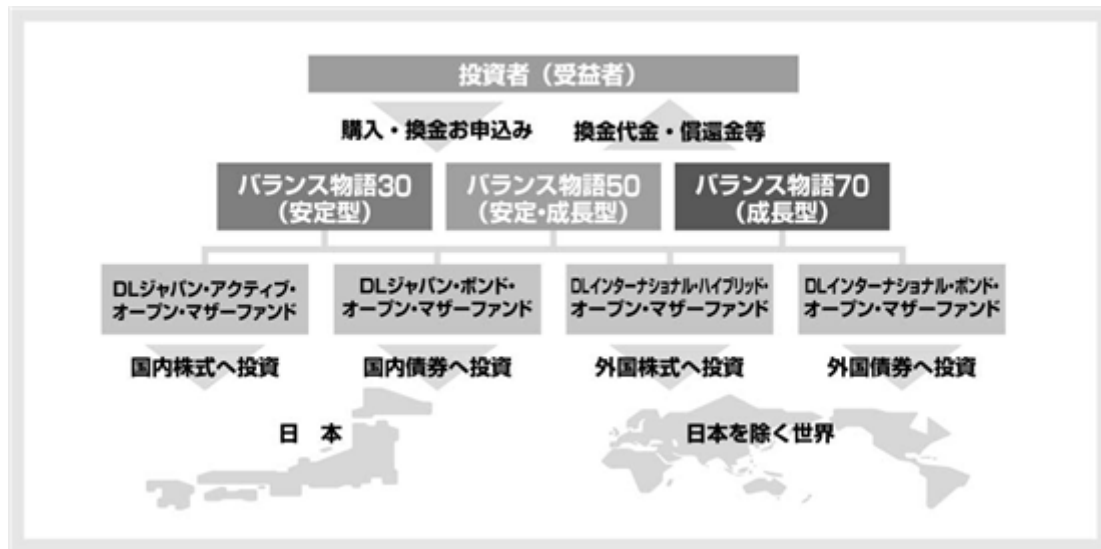 投資者（受益者）
購入・換金お申込み
換金代金・償還金等
バランス物語30
（安定型）
バランス物語50
（安定・成長型）
バランス物語70
（成長型）
DLジャパン・アクティブ・
オープン・マザーファンド
DLジャパン・ボンド・
オープン・マザーファンド
DLインターナショナル・ハイブリッド・
オープン・マザーファンド
DLインターナショナル・ボンド・
オープン・マザーファンド
国内株式へ投資
国内債券へ投資
外国株式へ投資
外国債券へ投資
日 本
日本を除く世界